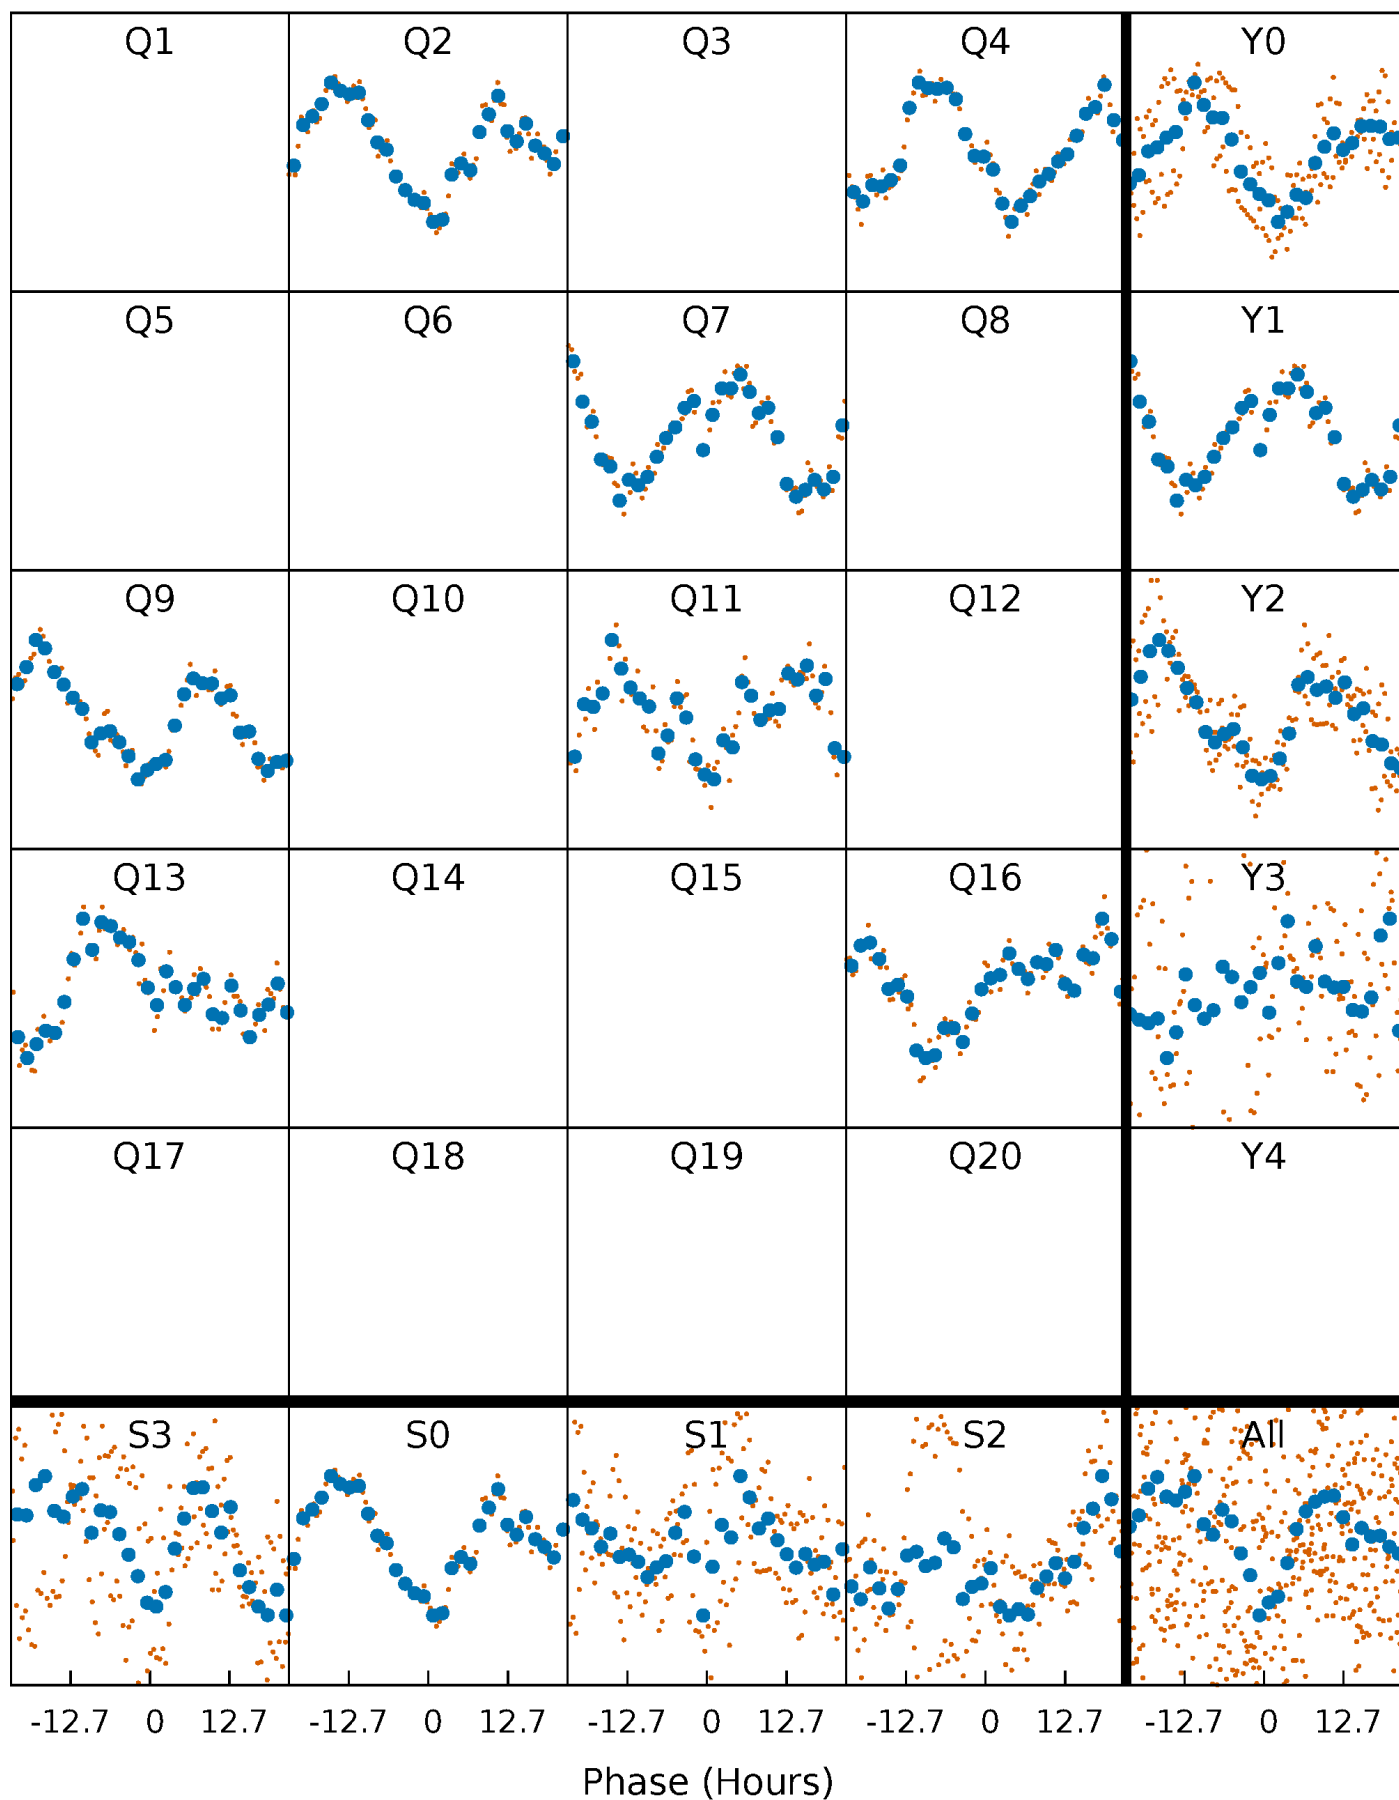 Q1 Q2 Q3 Q4 Y0
Q5 Q6 Q7 Q8 Y1
Q9 Q10 Q11 Q12 Y2
Q13 Q14 Q15 Q16 Y3
Q17 Q18 Q19 Q20 Y4
S3 S0 S1 S2 All
-12.7 0 12.7 -12.7 0 12.7 -12.7 0 12.7 -12.7 0 12.7 -12.7 0 12.7
Phase (Hours)